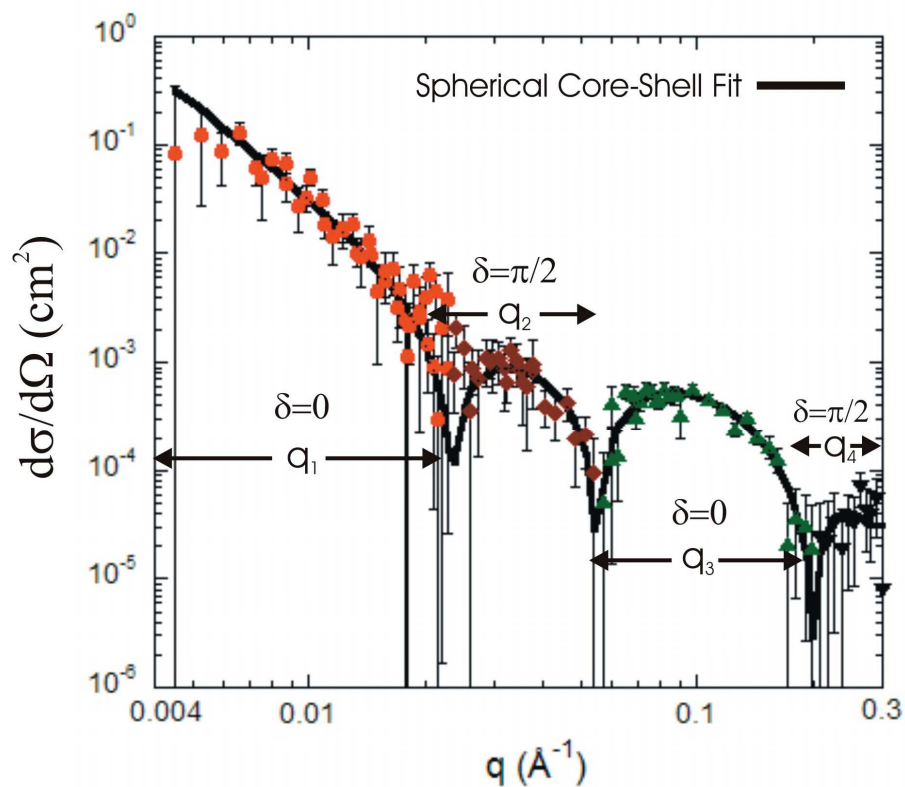 10⁰
Spherical Core-Shell Fit
10⁻¹
10⁻²
δ=π/2
q₂
10⁻³
δ=0
q₁
δ=π/2
q₄
10⁻⁴
δ=0
q₃
10⁻⁵
10⁻⁶
0.004
0.01
0.1
0.3
dσ/dΩ (cm²)
q (Å⁻¹)